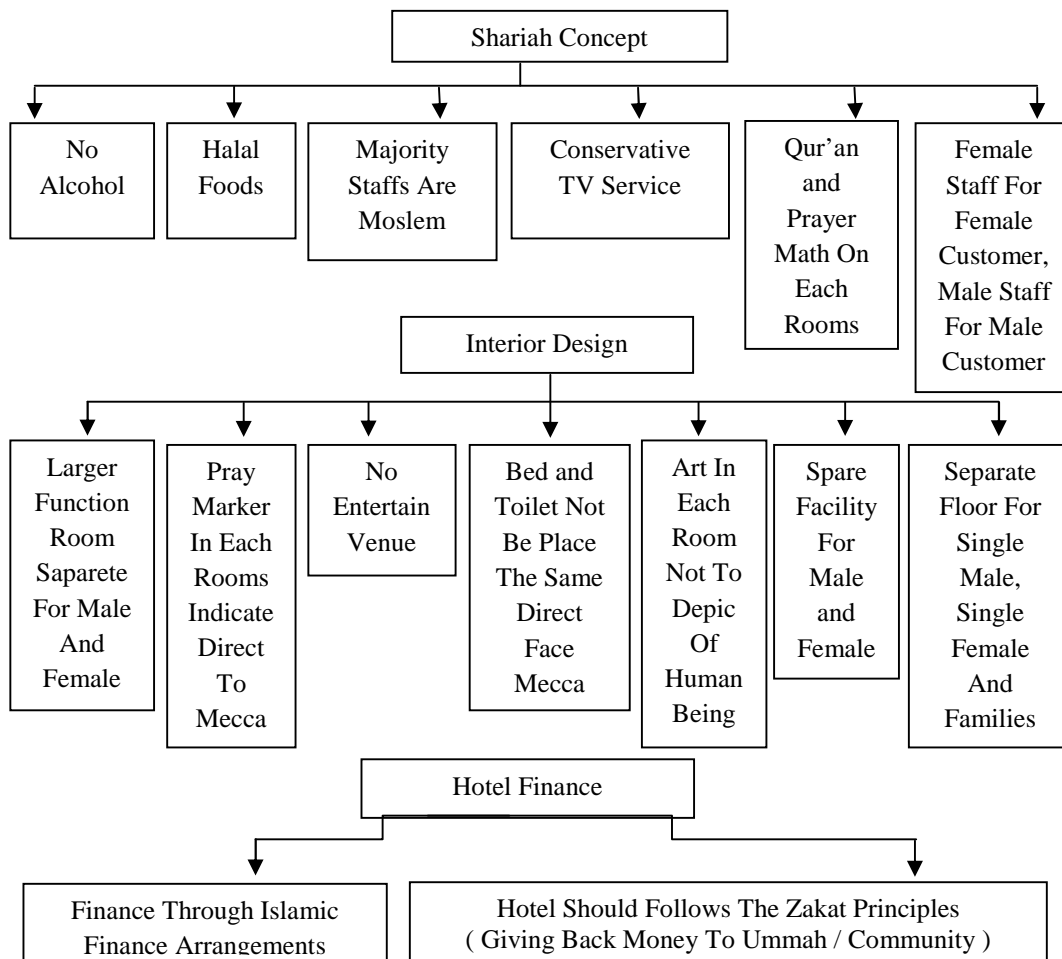 Shariah Concept
No
Alcohol
Halal
Foods
Majority
Staffs Are
Moslem
Conservative
TV Service
Qur’an
and
Prayer
Math On
Each
Rooms
Female
Staff For
Female
Customer,
Male Staff
For Male
Customer
Interior Design
Larger
Function
Room
Saparete
For Male
And
Female
Pray
Marker
In Each
Rooms
Indicate
Direct
To
Mecca
No
Entertain
Venue
Bed and
Toilet Not
Be Place
The Same
Direct
Face
Mecca
Art In
Each
Room
Not To
Depic
Of
Human
Being
Spare
Facility
For
Male
and
Female
Separate
Floor For
Single
Male,
Single
Female
And
Families
Hotel Finance
Finance Through Islamic
Finance Arrangements
Hotel Should Follows The Zakat Principles
( Giving Back Money To Ummah / Community )